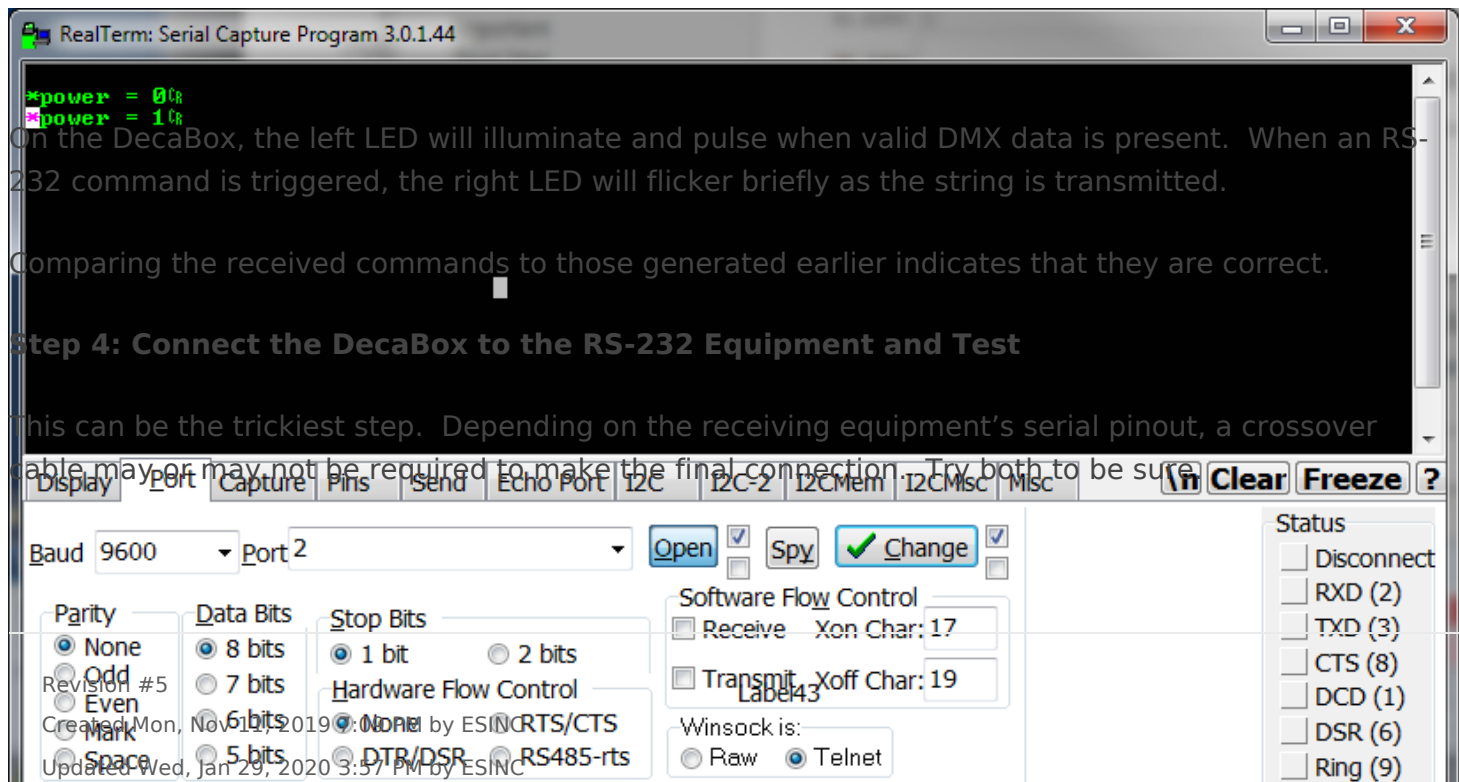 RealTerm: Serial Capture Program 3.0.1.44
*power = 0CR
*power = 1CR
On the DecaBox, the left LED will illuminate and pulse when valid DMX data is present.  When an RS-
232 command is triggered, the right LED will flicker briefly as the string is transmitted.
Comparing the received commands to those generated earlier indicates that they are correct.
Step 4: Connect the DecaBox to the RS-232 Equipment and Test
This can be the trickiest step.  Depending on the receiving equipment’s serial pinout, a crossover
cable may or may not be required to make the final connection.  Try both to be sure.
Display Port Capture Pins Send Echo Port I2C I2C-2 I2CMem I2CMisc Misc \n Clear Freeze ?
Baud 9600 Port 2 Open Spy Change
Status
Disconnect
RXD (2)
TXD (3)
CTS (8)
DCD (1)
DSR (6)
Ring (9)
Parity
None
Odd
Even
Mark
Space
Data Bits
8 bits
7 bits
6 bits
5 bits
Stop Bits
1 bit 2 bits
Hardware Flow Control
None RTS/CTS
DTR/DSR RS485-rts
Software Flow Control
Receive Xon Char: 17
Transmit Xoff Char: 19
Label43
Winsock is:
Raw Telnet
Revision #5
Created Mon, Nov 11, 2019 PM by ESINC
Updated Wed, Jan 29, 2020 3:57 PM by ESINC